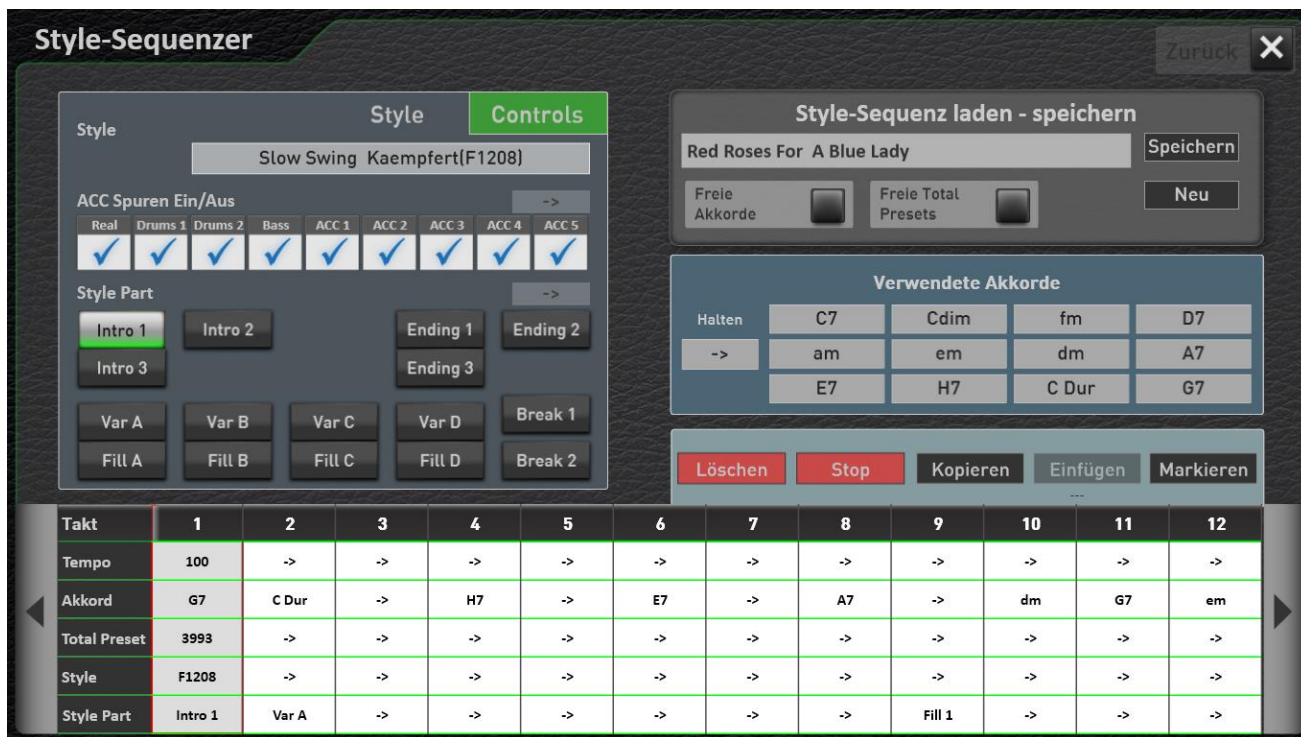 Style-Sequenzer
Zurück
Style Controls
Style
Slow Swing Kaempfert(F1208)
ACC Spuren Ein/Aus ->
Real Drums 1 Drums 2 Bass ACC 1 ACC 2 ACC 3 ACC 4 ACC 5
Style Part ->
Intro 1 Intro 2 Ending 1 Ending 2
Intro 3 Ending 3
Var A Var B Var C Var D Break 1
Fill A Fill B Fill C Fill D Break 2
Style-Sequenz laden - speichern
Red Roses For A Blue Lady Speichern
Freie Akkorde Freie Total Presets Neu
Verwendete Akkorde
Halten C7 Cdim fm D7
-> am em dm A7
E7 H7 C Dur G7
Löschen Stop Kopieren Einfügen Markieren
---
Takt 1 2 3 4 5 6 7 8 9 10 11 12
Tempo 100 -> -> -> -> -> -> -> -> -> -> ->
Akkord G7 C Dur -> H7 -> E7 -> A7 -> dm G7 em
Total Preset 3993 -> -> -> -> -> -> -> -> -> -> ->
Style F1208 -> -> -> -> -> -> -> -> -> -> ->
Style Part Intro 1 Var A -> -> -> -> -> -> Fill 1 -> -> ->